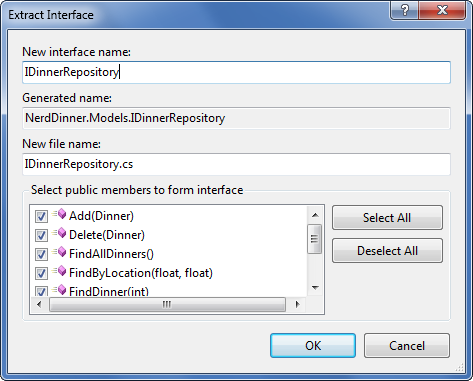 Extract Interface
New interface name:
IDinnerRepository
Generated name:
NerdDinner.Models.IDinnerRepository
New file name:
IDinnerRepository.cs
Select public members to form interface
Add(Dinner)
Delete(Dinner)
FindAllDinners()
FindByLocation(float, float)
FindDinner(int)
Select All
Deselect All
OK
Cancel